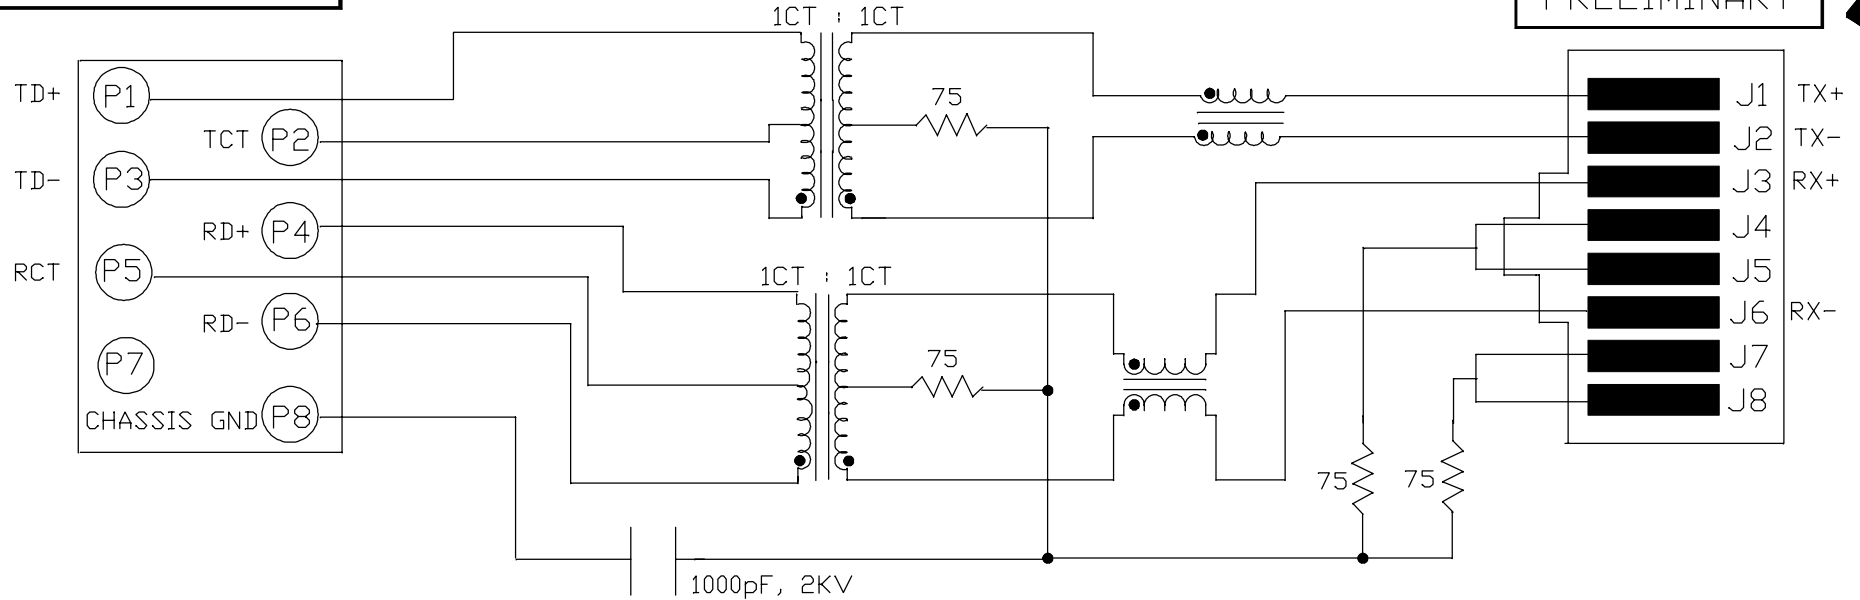 1CT : 1CT
PRELIMINARY
TD+ P1
TCT P2
TD- P3
RD+ P4
RCT P5
RD- P6
P7
CHASSIS GND P8
75
1CT : 1CT
75
75
75
1000pF, 2KV
J1 TX+
J2 TX-
J3 RX+
J4
J5
J6 RX-
J7
J8